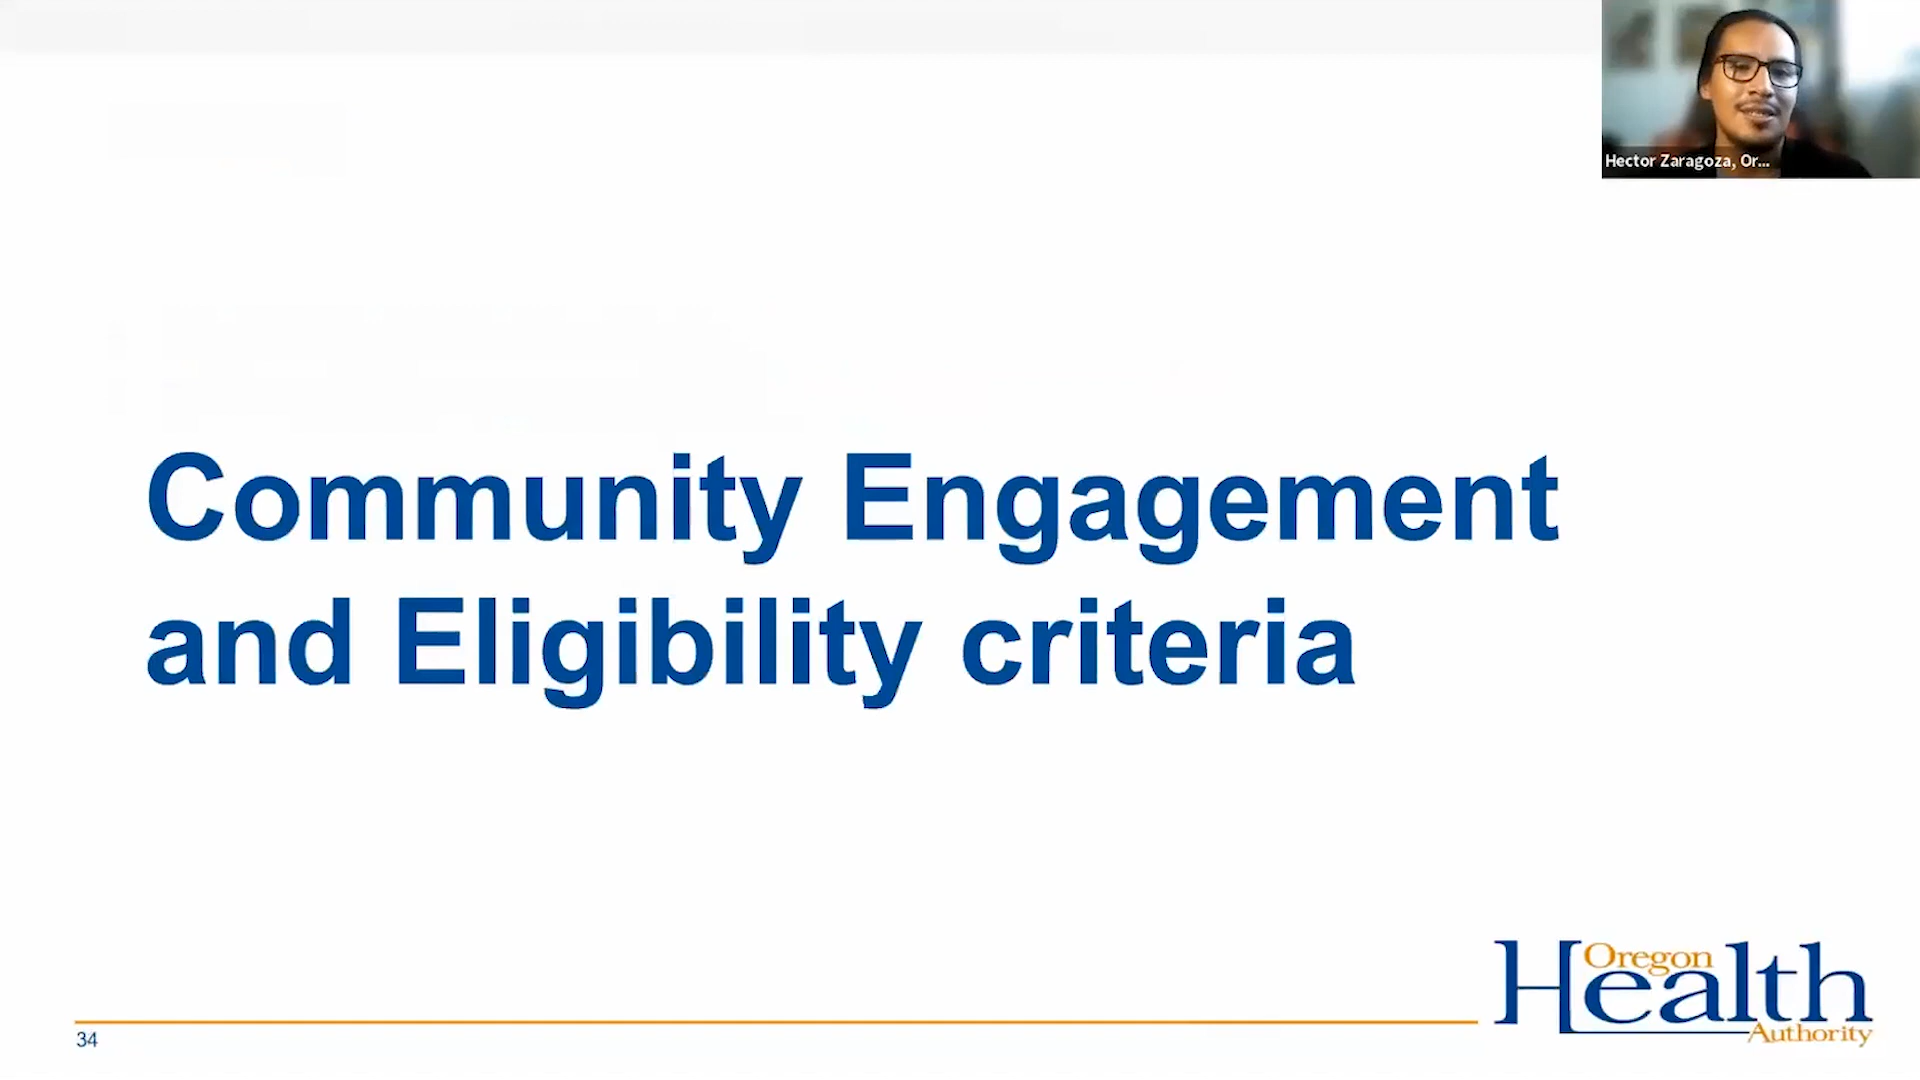 Hector Zaragoza, Or...
Community Engagement
and Eligibility criteria
Oregon
Health
Authority
34